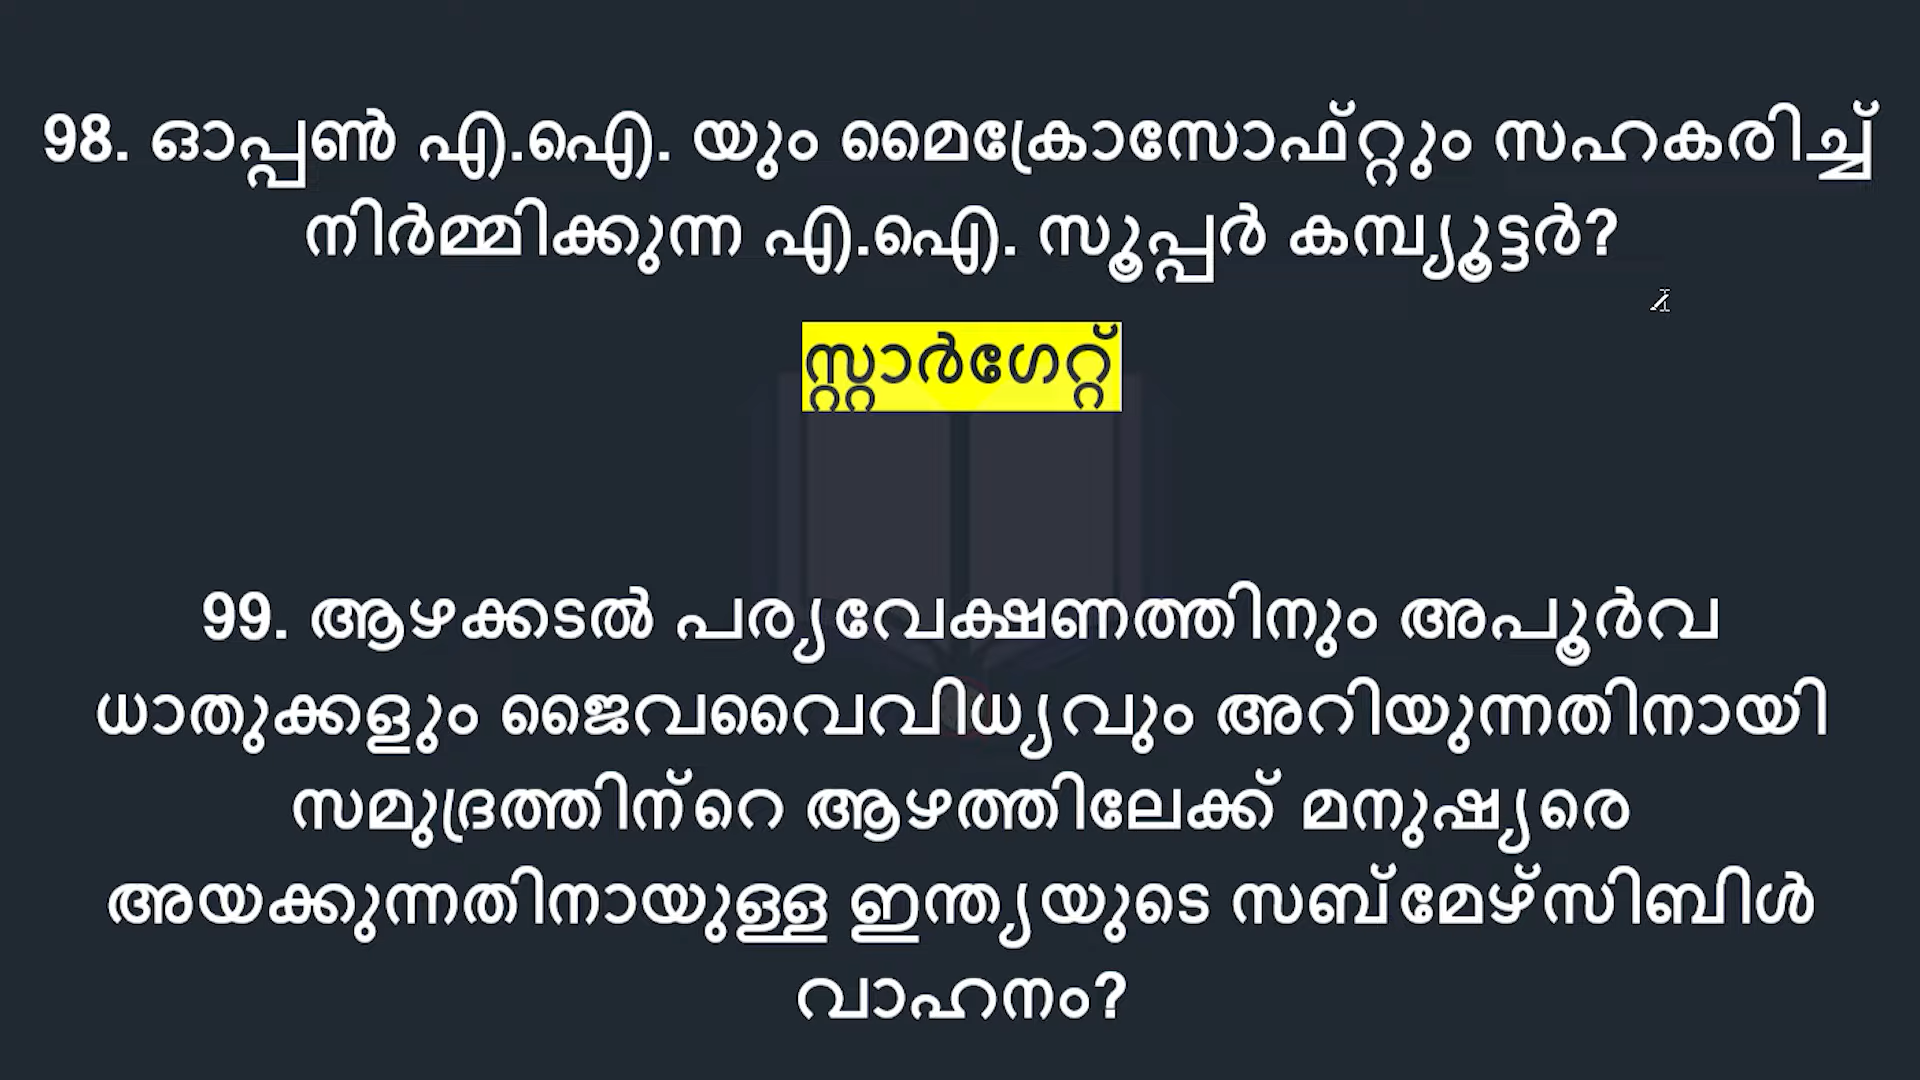 98. ഓപ്പൺ എ.ഐ. യും മൈക്രോസോഫ്റ്റും സഹകരിച്ച്
നിർമ്മിക്കുന്ന എ.ഐ. സൂപ്പർ കമ്പ്യൂട്ടർ?
സ്റ്റാർഗേറ്റ്
99. ആഴക്കടൽ പര്യവേക്ഷണത്തിനും അപൂർവ
ധാതുക്കളും ജൈവവൈവിധ്യവും അറിയുന്നതിനായി
സമുദ്രത്തിന്റെ ആഴത്തിലേക്ക് മനുഷ്യരെ
അയക്കുന്നതിനായുള്ള ഇന്ത്യയുടെ സബ്മേഴ്സിബിൾ
വാഹനം?